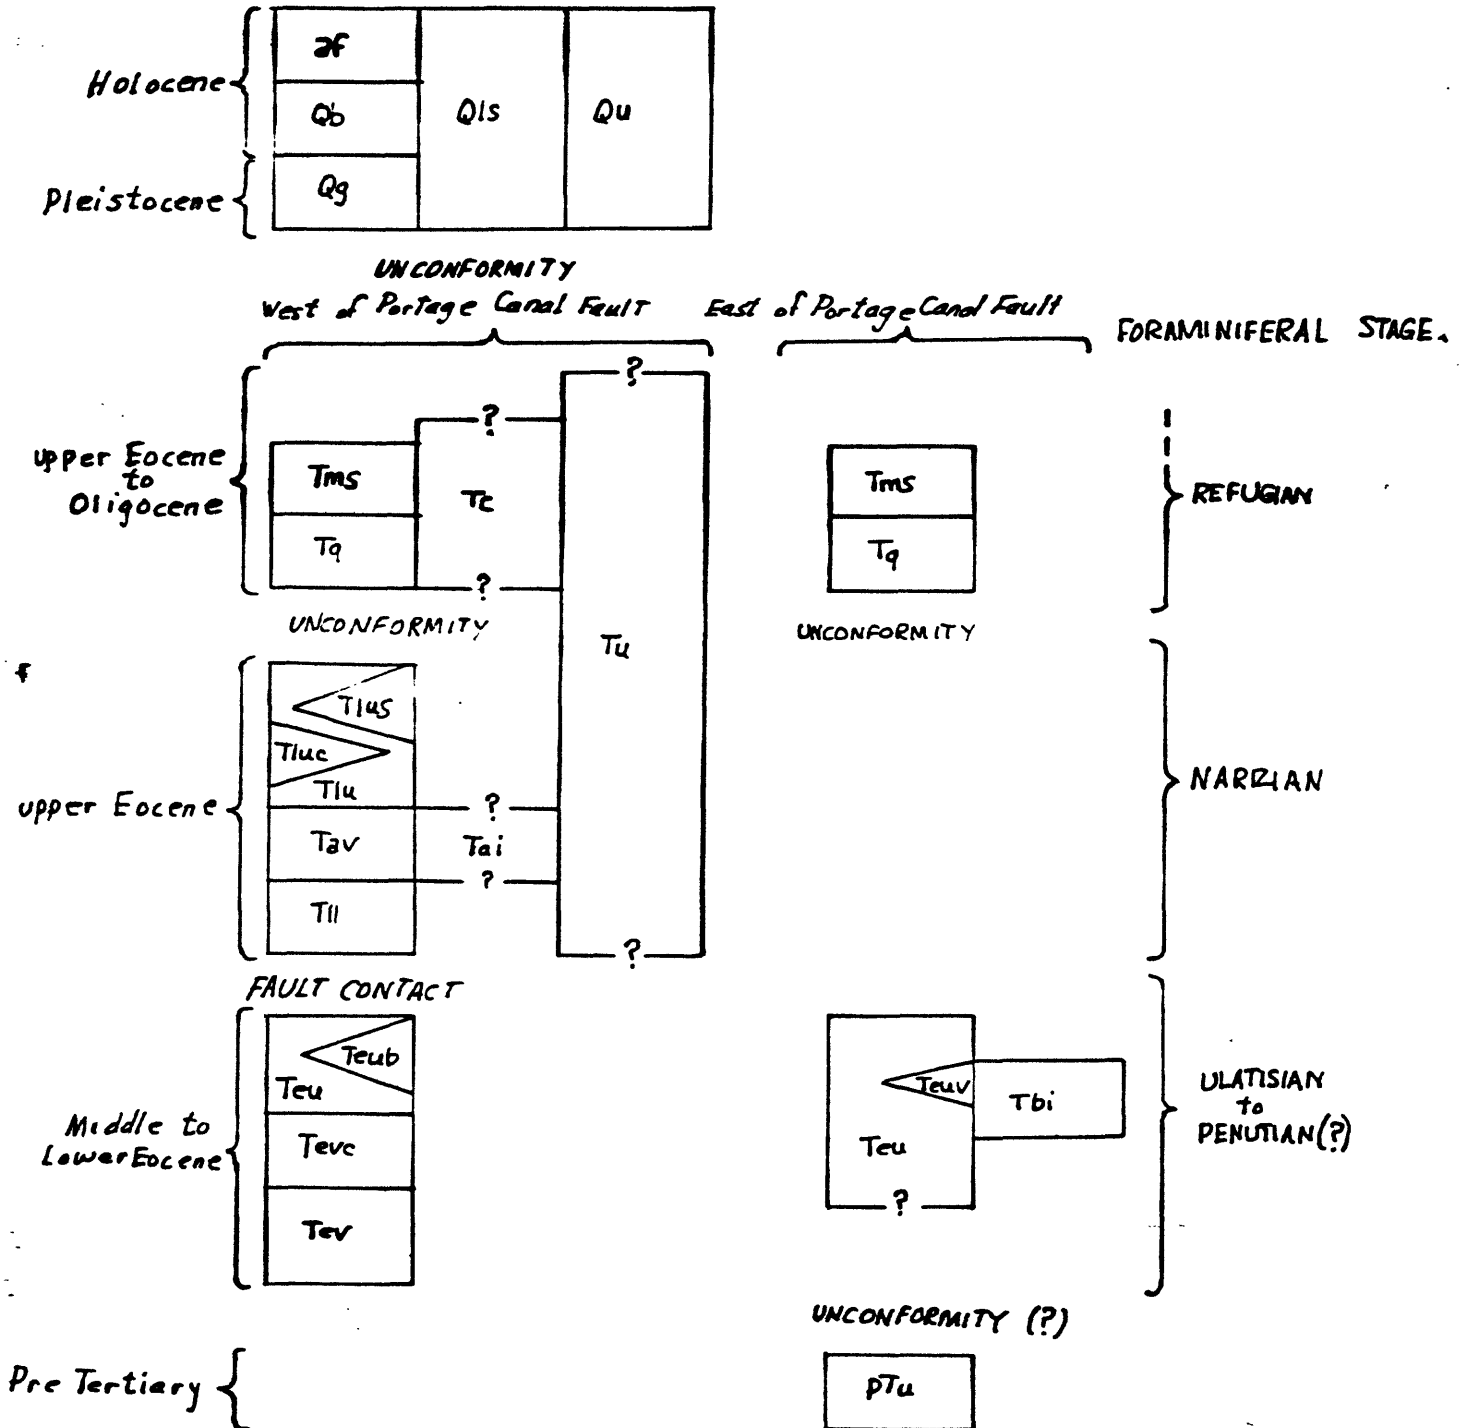 af
Holocene
Qb
Qls
Qu
Qg
Pleistocene
UNCONFORMITY
West of Portage Canal Fault
East of Portage Canal Fault
FORAMINIFERAL STAGE.
?
?
upper Eocene
to
Oligocene
Tms
Tc
Tms
REFUGIAN
Tq
Tq
?
UNCONFORMITY
UNCONFORMITY
Tu
Tlus
Tluc
Tlu
NARIZIAN
upper Eocene
?
Tav
Tai
?
Tll
?
FAULT CONTACT
Teub
Teu
Teuv
Tbi
ULATISIAN
to
PENUTIAN(?)
Middle to
Lower Eocene
Tevc
Teu
?
Tev
UNCONFORMITY (?)
Pre Tertiary
pTu